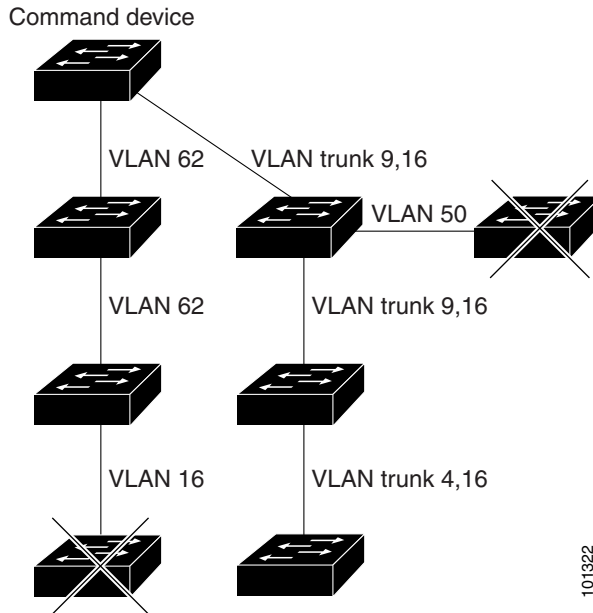 Command device
VLAN 62
VLAN trunk 9,16
VLAN 50
VLAN 62
VLAN trunk 9,16
VLAN 16
VLAN trunk 4,16
101322